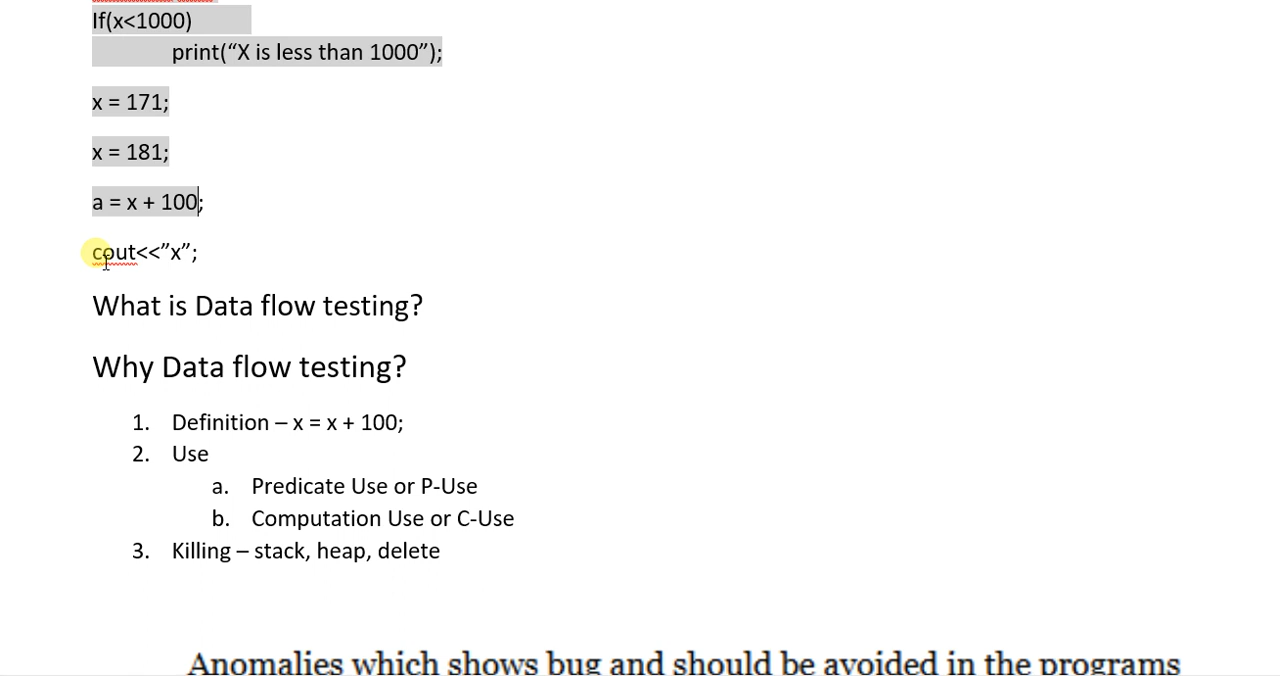 If(x<1000)
print(“X is less than 1000”);
x = 171;
x = 181;
a = x + 100;
cout<<”x”;
What is Data flow testing?
Why Data flow testing?
1. Definition – x = x + 100;
2. Use
a. Predicate Use or P-Use
b. Computation Use or C-Use
3. Killing – stack, heap, delete
Anomalies which shows bug and should be avoided in the programs